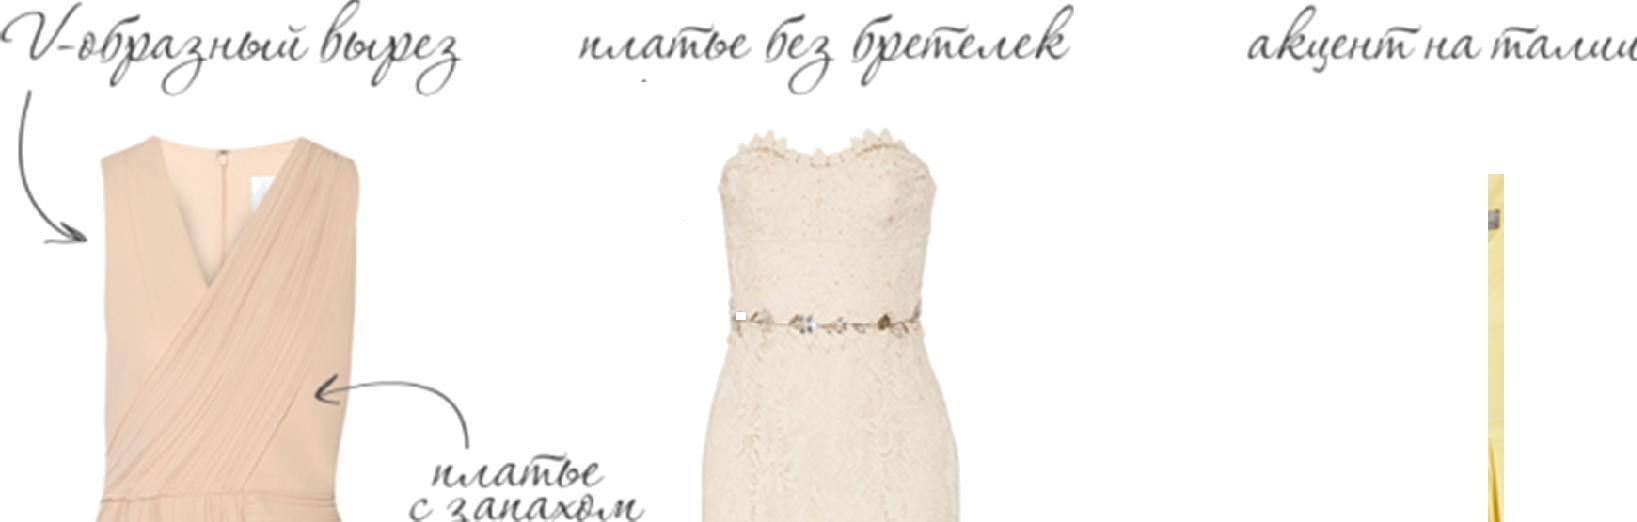 V-образный вырез
платье без бретелек
акцент на талии
платье
с запахом